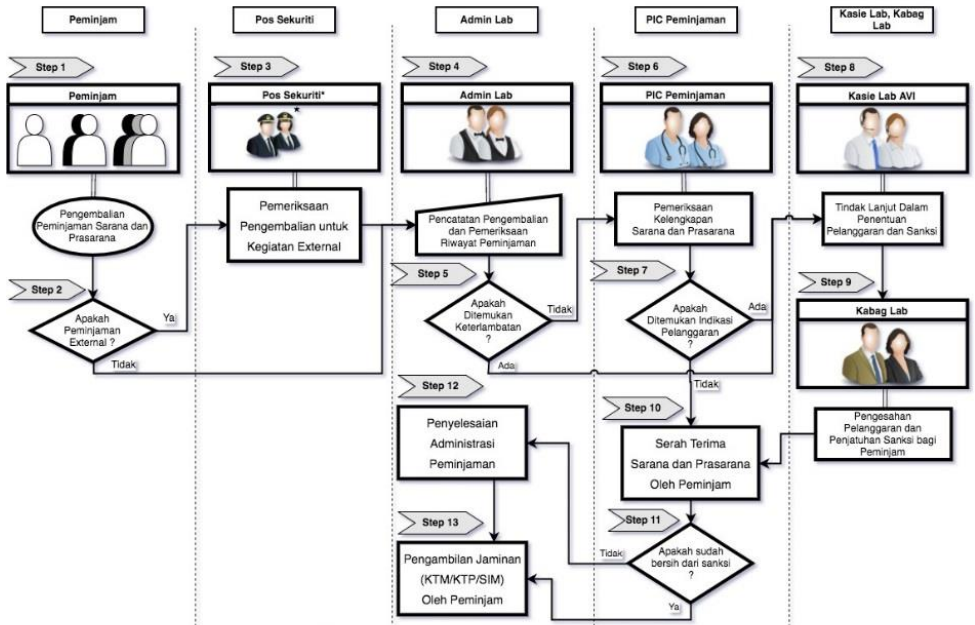 Peminjam
Pos Sekuriti
Admin Lab
PIC Peminjaman
Kasie Lab, Kabag
Lab
Step 1
Step 3
Step 4
Step 6
Step 8
Peminjam
Pos Sekuriti*
Admin Lab
PIC Peminjaman
Kasie Lab AVI
*
Pengembalian
Peminjaman Sarana dan
Prasarana
Pemeriksaan
Pengembalian untuk
Kegiatan External
Pencatatan Pengembalian
dan Pemeriksaan
Riwayat Peminjaman
Pemeriksaan
Kelengkapan
Sarana dan Prasarana
Tindak Lanjut Dalam
Penentuan
Pelanggaran dan Sanksi
Step 2
Step 5
Step 7
Step 9
Apakah
Peminjaman
External ?
Ya
Tidak
Apakah
Ditemukan
Keterlambatan
?
Tidak
Ada
Apakah
Ditemukan Indikasi
Pelanggaran
?
Ada
Tidak
Kabag Lab
Step 12
Step 10
Penyelesaian
Administrasi
Peminjaman
Serah Terima
Sarana dan Prasarana
Oleh Peminjam
Pengesahan
Pelanggaran dan
Penjatuhan Sanksi bagi
Peminjam
Step 13
Step 11
Pengambilan Jaminan
(KTM/KTP/SIM)
Oleh Peminjam
Tidak
Apakah sudah
bersih dari sanksi
?
Ya